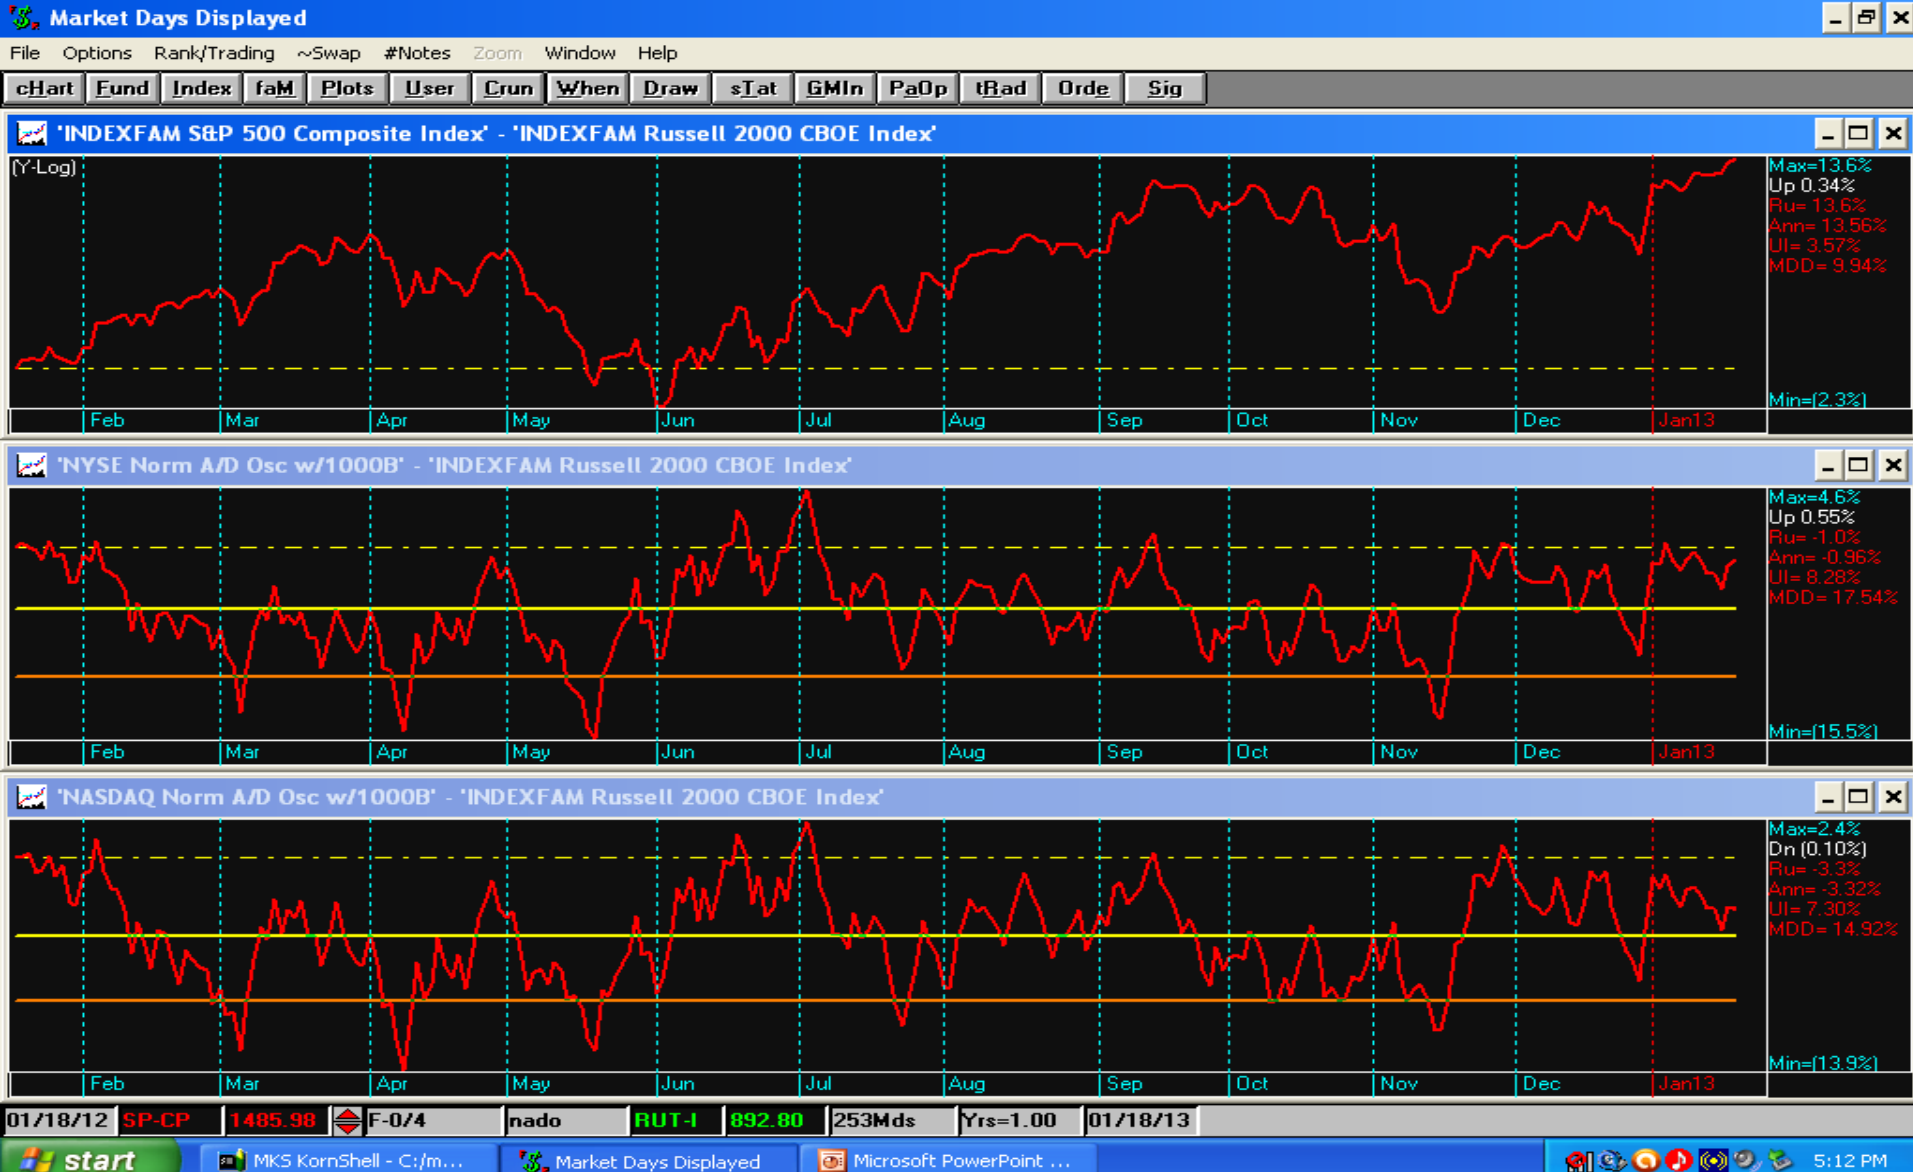 Market Days Displayed
File Options Rank/Trading ~Swap #Notes Zoom Window Help
cHart Fund Index faM Plots User Crun When Draw sTat GMIn PaOp tRad Orde Sig
'INDEXFAM S&P 500 Composite Index' - 'INDEXFAM Russell 2000 CBOE Index'
(Y-Log)
Max=13.6%
Up 0.34%
Ru= 13.6%
Ann= 13.56%
UI= 3.57%
MDD= 9.94%
Min=(2.3%)
Feb Mar Apr May Jun Jul Aug Sep Oct Nov Dec Jan13
'NYSE Norm A/D Osc w/1000B' - 'INDEXFAM Russell 2000 CBOE Index'
Max=4.6%
Up 0.55%
Ru= -1.0%
Ann= -0.96%
UI= 8.28%
MDD= 17.54%
Min=(15.5%)
Feb Mar Apr May Jun Jul Aug Sep Oct Nov Dec Jan13
'NASDAQ Norm A/D Osc w/1000B' - 'INDEXFAM Russell 2000 CBOE Index'
Max=2.4%
Dn (0.10%)
Ru= -3.3%
Ann= -3.32%
UI= 7.30%
MDD= 14.92%
Min=(13.9%)
Feb Mar Apr May Jun Jul Aug Sep Oct Nov Dec Jan13
01/18/12 SP-CP 1485.98 F-0/4 nado RUT-I 892.80 253Mds Yrs=1.00 01/18/13
start MKS KornShell - C:/m... Market Days Displayed Microsoft PowerPoint ... 5:12 PM